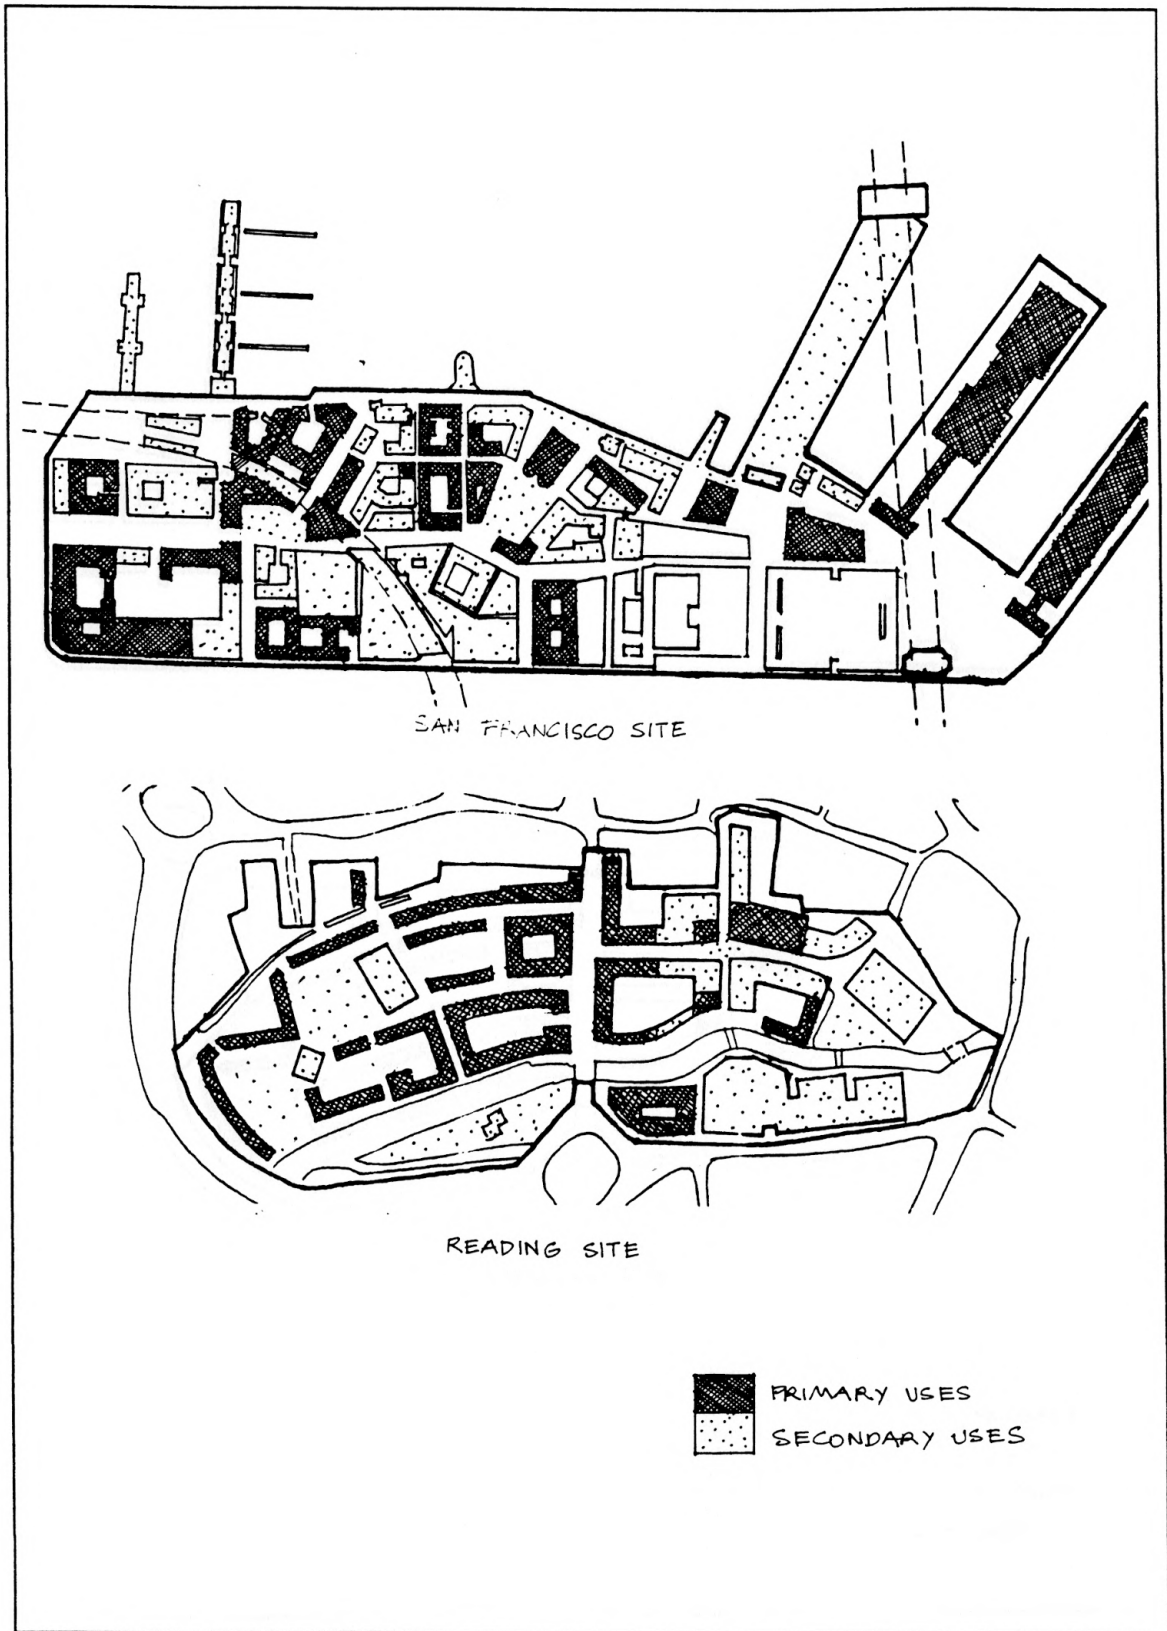 SAN FRANCISCO SITE
READING SITE
PRIMARY USES
SECONDARY USES